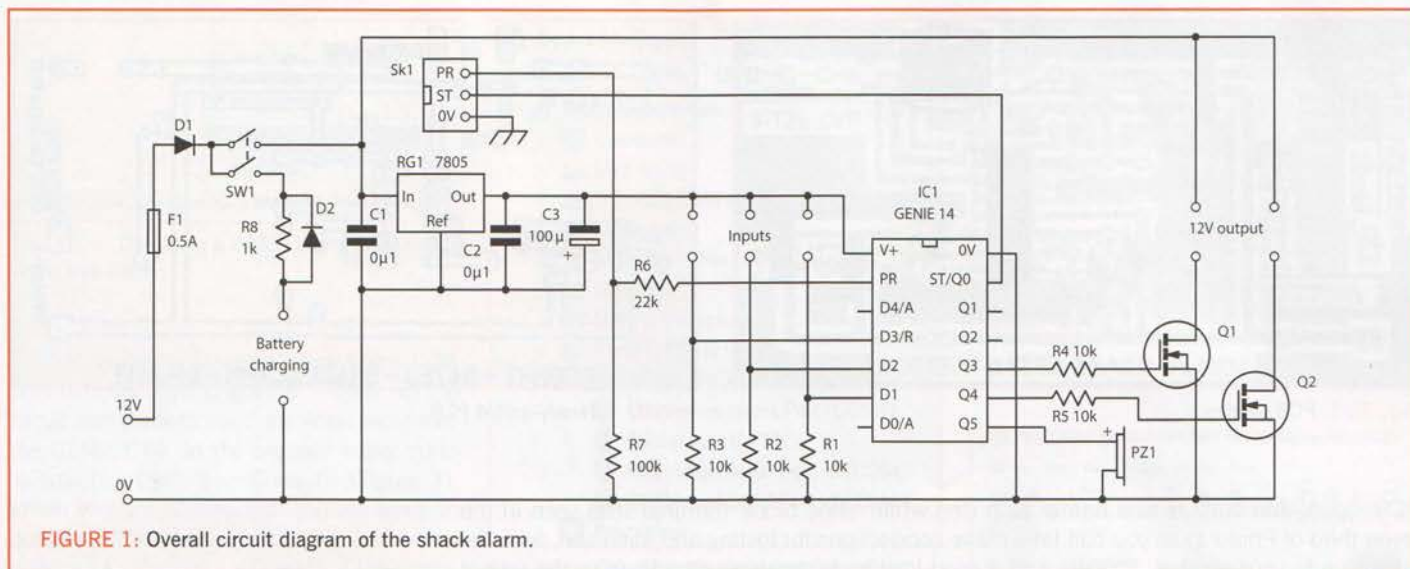 Sk1
PR
ST
0V
D1
SW1
F1
0.5A
R8
1k
D2
Battery
charging
12V
0V
RG1 7805
In
Out
Ref
C1
0µ1
C2
0µ1
C3
100µ
+
R6
22k
R7
100k
Inputs
R3
10k
R2
10k
R1
10k
IC1
GENIE 14
V+
0V
PR
ST/Q0
D4/A
Q1
D3/R
Q2
D2
Q3
D1
Q4
D0/A
Q5
R4 10k
R5 10k
+
PZ1
12V output
Q1
Q2
FIGURE 1: Overall circuit diagram of the shack alarm.